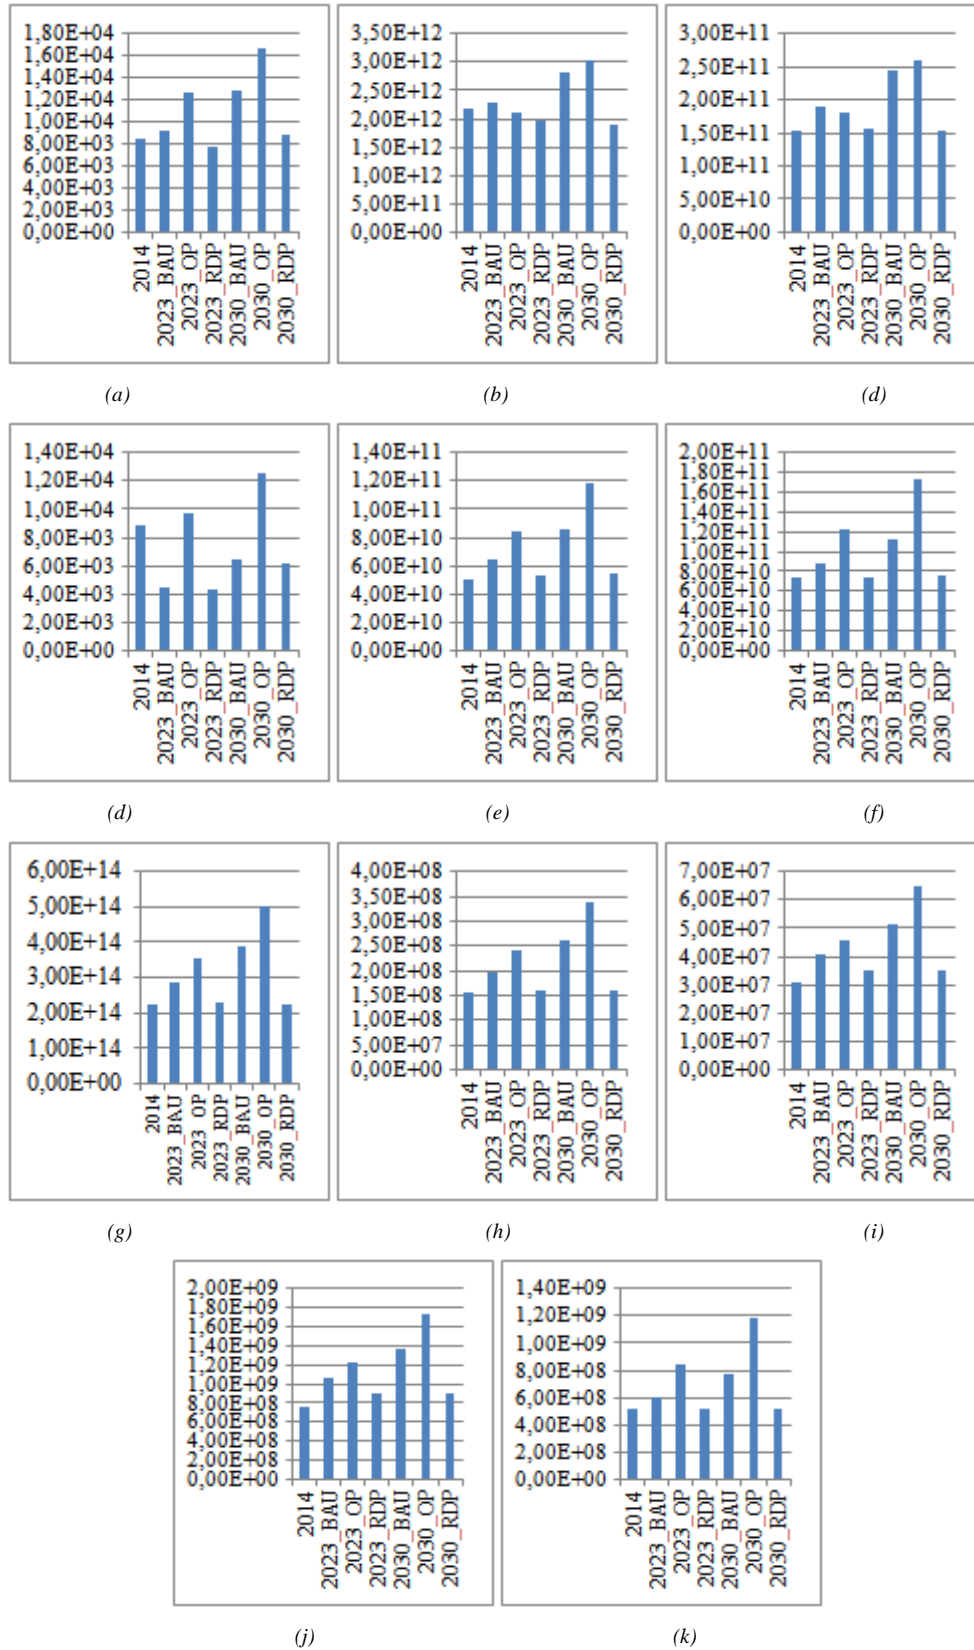 1,80E+04
1,60E+04
1,40E+04
1,20E+04
1,00E+04
8,00E+03
6,00E+03
4,00E+03
2,00E+03
0,00E+00
2014
2023_BAU
2023_OP
2023_RDP
2030_BAU
2030_OP
2030_RDP
(a)
3,50E+12
3,00E+12
2,50E+12
2,00E+12
1,50E+12
1,00E+12
5,00E+11
0,00E+00
2014
2023_BAU
2023_OP
2023_RDP
2030_BAU
2030_OP
2030_RDP
(b)
3,00E+11
2,50E+11
2,00E+11
1,50E+11
1,00E+11
5,00E+10
0,00E+00
2014
2023_BAU
2023_OP
2023_RDP
2030_BAU
2030_OP
2030_RDP
(d)
1,40E+04
1,20E+04
1,00E+04
8,00E+03
6,00E+03
4,00E+03
2,00E+03
0,00E+00
2014
2023_BAU
2023_OP
2023_RDP
2030_BAU
2030_OP
2030_RDP
(d)
1,40E+11
1,20E+11
1,00E+11
8,00E+10
6,00E+10
4,00E+10
2,00E+10
0,00E+00
2014
2023_BAU
2023_OP
2023_RDP
2030_BAU
2030_OP
2030_RDP
(e)
2,00E+11
1,80E+11
1,60E+11
1,40E+11
1,20E+11
1,00E+11
8,00E+10
6,00E+10
4,00E+10
2,00E+10
0,00E+00
2014
2023_BAU
2023_OP
2023_RDP
2030_BAU
2030_OP
2030_RDP
(f)
6,00E+14
5,00E+14
4,00E+14
3,00E+14
2,00E+14
1,00E+14
0,00E+00
2014
2023_BAU
2023_OP
2023_RDP
2030_BAU
2030_OP
2030_RDP
(g)
4,00E+08
3,50E+08
3,00E+08
2,50E+08
2,00E+08
1,50E+08
1,00E+08
5,00E+07
0,00E+00
2014
2023_BAU
2023_OP
2023_RDP
2030_BAU
2030_OP
2030_RDP
(h)
7,00E+07
6,00E+07
5,00E+07
4,00E+07
3,00E+07
2,00E+07
1,00E+07
0,00E+00
2014
2023_BAU
2023_OP
2023_RDP
2030_BAU
2030_OP
2030_RDP
(i)
2,00E+09
1,80E+09
1,60E+09
1,40E+09
1,20E+09
1,00E+09
8,00E+08
6,00E+08
4,00E+08
2,00E+08
0,00E+00
2014
2023_BAU
2023_OP
2023_RDP
2030_BAU
2030_OP
2030_RDP
(j)
1,40E+09
1,20E+09
1,00E+09
8,00E+08
6,00E+08
4,00E+08
2,00E+08
0,00E+00
2014
2023_BAU
2023_OP
2023_RDP
2030_BAU
2030_OP
2030_RDP
(k)